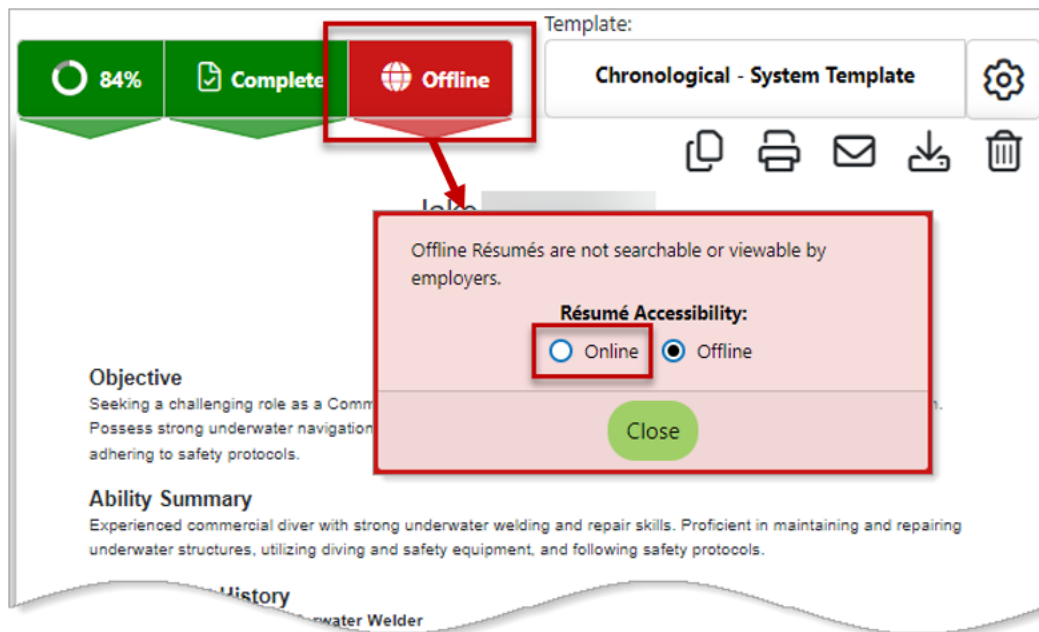 Template:
84%
Complete
Offline
Chronological - System Template
Offline Résumés are not searchable or viewable by
employers.
Résumé Accessibility:
Online
Offline
Close
Objective
Seeking a challenging role as a
Possess strong underwater navigation
adhering to safety protocols.
Ability Summary
Experienced commercial diver with strong underwater welding and repair skills. Proficient in maintaining and repairing
underwater structures, utilizing diving and safety equipment, and following safety protocols.
History
Welder